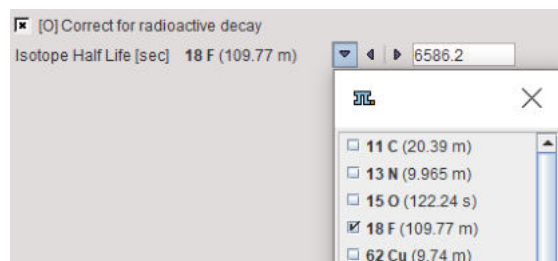 [O] Correct for radioactive decay
Isotope Half Life [sec] 18 F (109.77 m) 6586.2
11 C (20.39 m)
13 N (9.965 m)
15 O (122.24 s)
18 F (109.77 m)
62 Cu (9.74 m)